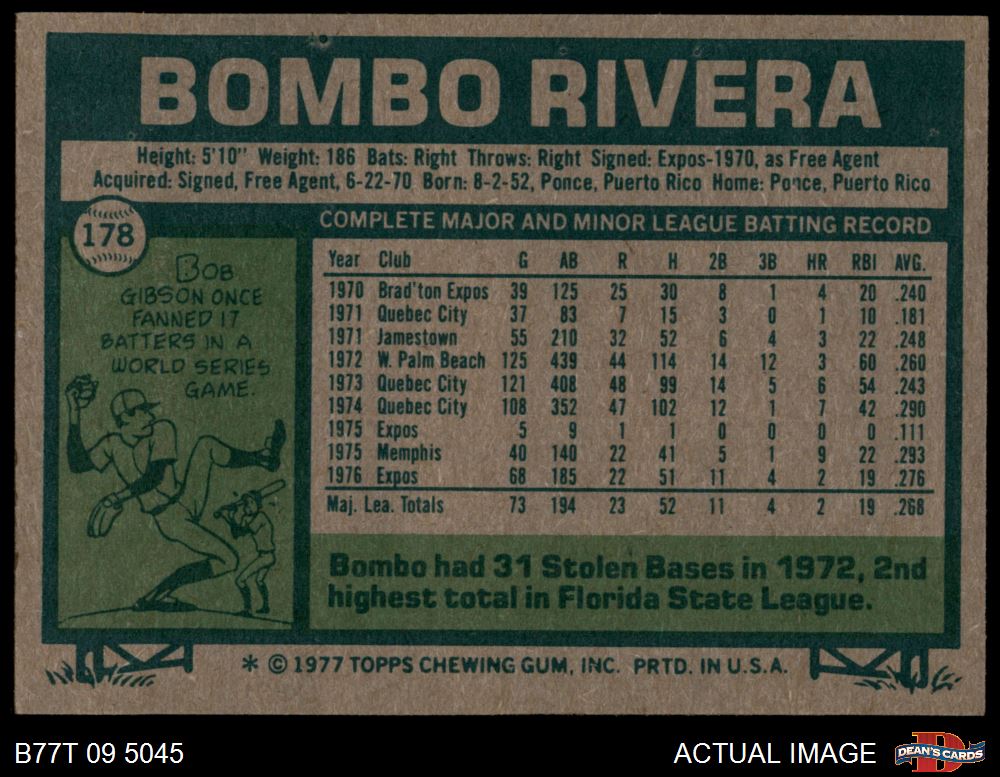 BOMBO RIVERA
Height: 5'10" Weight: 186 Bats: Right Throws: Right Signed: Expos-1970, as Free Agent
Acquired: Signed, Free Agent, 6-22-70 Born: 8-2-52, Ponce, Puerto Rico Home: Ponce, Puerto Rico
178
BOB
GIBSON ONCE
FANNED 17
BATTERS IN A
WORLD SERIES
GAME.
COMPLETE MAJOR AND MINOR LEAGUE BATTING RECORD
Year Club G AB R H 2B 3B HR RBI AVG.
1970 Brad'ton Expos 39 125 25 30 8 1 4 20 .240
1971 Quebec City 37 83 7 15 3 0 1 10 .181
1971 Jamestown 55 210 32 52 6 4 3 22 .248
1972 W. Palm Beach 125 439 44 114 14 12 3 60 .260
1973 Quebec City 121 408 48 99 14 5 6 54 .243
1974 Quebec City 108 352 47 102 12 1 7 42 .290
1975 Expos 5 9 1 1 0 0 0 0 .111
1975 Memphis 40 140 22 41 5 1 9 22 .293
1976 Expos 68 185 22 51 11 4 2 19 .276
Maj. Lea. Totals 73 194 23 52 11 4 2 19 .268
Bombo had 31 Stolen Bases in 1972, 2nd
highest total in Florida State League.
* © 1977 TOPPS CHEWING GUM, INC. PRTD. IN U.S.A.
B77T 09 5045
ACTUAL IMAGE
D
DEAN'S CARDS